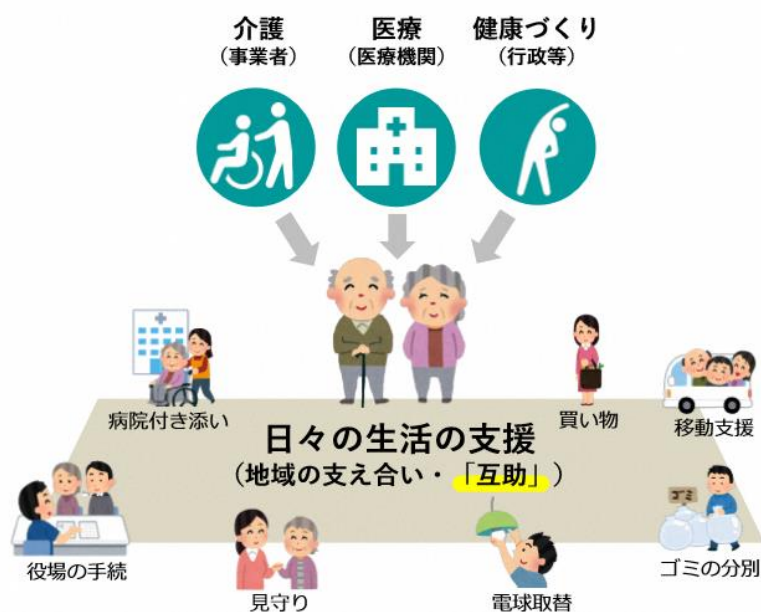 介護
（事業者）
医療
（医療機関）
健康づくり
（行政等）
病院付き添い
買い物
移動支援
日々の生活の支援
（地域の支え合い・「互助」）
ゴミ
役場の手続
見守り
電球取替
ゴミの分別